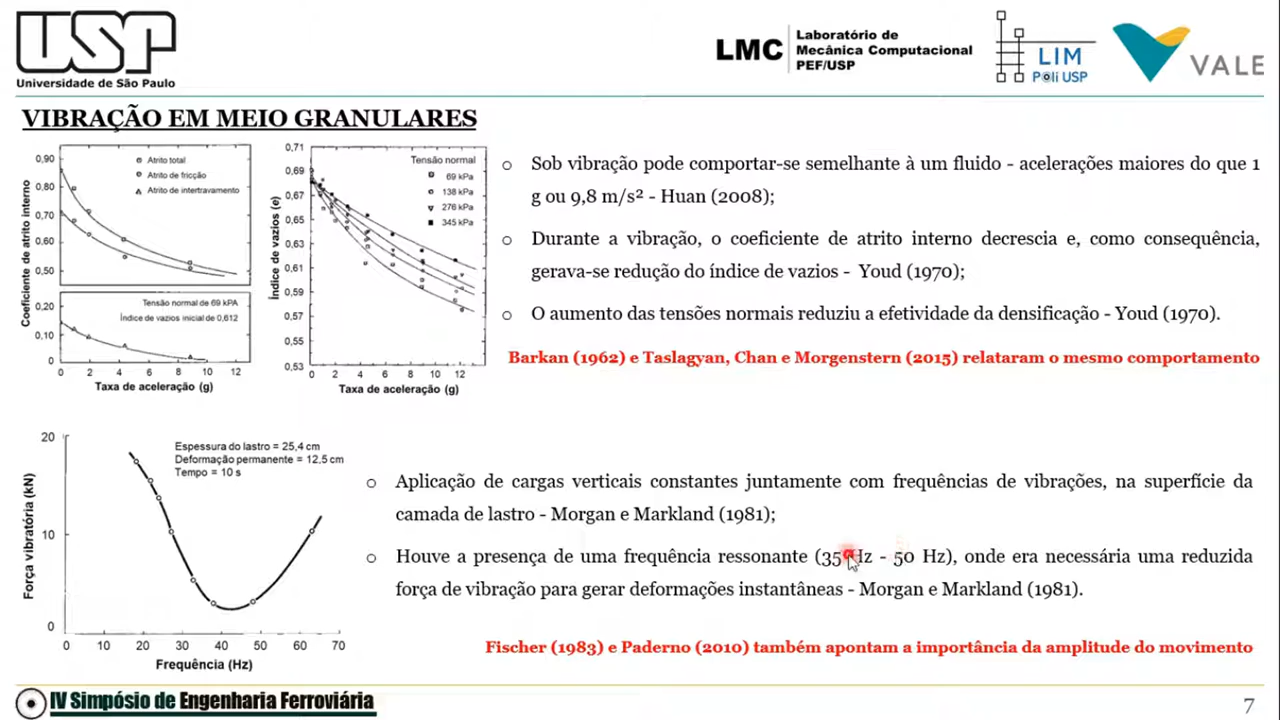 USP
Universidade de São Paulo
LMC
Laboratório de
Mecânica Computacional
PEF/USP
LIM
Poli USP
VALE
VIBRAÇÃO EM MEIO GRANULARES
Coeficiente de atrito interno
0,90
0,80
0,70
0,60
0,50
Atrito total
Atrito de fricção
Atrito de intertravamento
0,20
0,10
0
Tensão normal de 69 kPA
Índice de vazios inicial de 0,612
0 2 4 6 8 10 12
Taxa de aceleração (g)
Índice de vazios (e)
0,71
0,69
0,67
0,65
0,63
0,61
0,59
0,57
0,55
0,53
Tensão normal
69 kPa
138 kPa
276 kPa
345 kPa
0 2 4 6 8 10 12
Taxa de aceleração (g)
Sob vibração pode comportar-se semelhante à um fluido - acelerações maiores do que 1
g ou 9,8 m/s² - Huan (2008);
Durante a vibração, o coeficiente de atrito interno decrescia e, como consequência,
gerava-se redução do índice de vazios - Youd (1970);
O aumento das tensões normais reduziu a efetividade da densificação - Youd (1970).
Barkan (1962) e Taslagyan, Chan e Morgenstern (2015) relataram o mesmo comportamento
Força vibratória (kN)
20
10
0
Espessura do lastro = 25,4 cm
Deformação permanente = 12,5 cm
Tempo = 10 s
0 10 20 30 40 50 60 70
Frequência (Hz)
Aplicação de cargas verticais constantes juntamente com frequências de vibrações, na superfície da
camada de lastro - Morgan e Markland (1981);
Houve a presença de uma frequência ressonante (35 Hz - 50 Hz), onde era necessária uma reduzida
força de vibração para gerar deformações instantâneas - Morgan e Markland (1981).
Fischer (1983) e Paderno (2010) também apontam a importância da amplitude do movimento
IV Simpósio de Engenharia Ferroviária
7